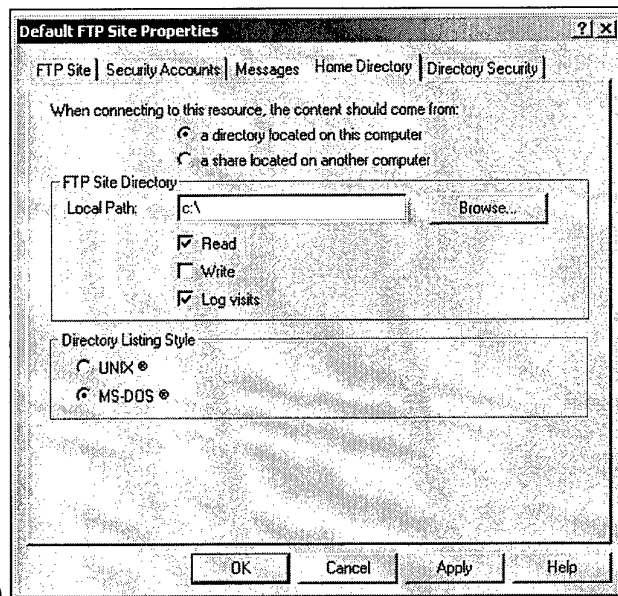 Default FTP Site Properties
FTP Site Security Accounts Messages Home Directory Directory Security
When connecting to this resource, the content should come from:
a directory located on this computer
a share located on another computer
FTP Site Directory
Local Path: c:\ Browse...
Read
Write
Log visits
Directory Listing Style
UNIX ®
MS-DOS ®
OK Cancel Apply Help